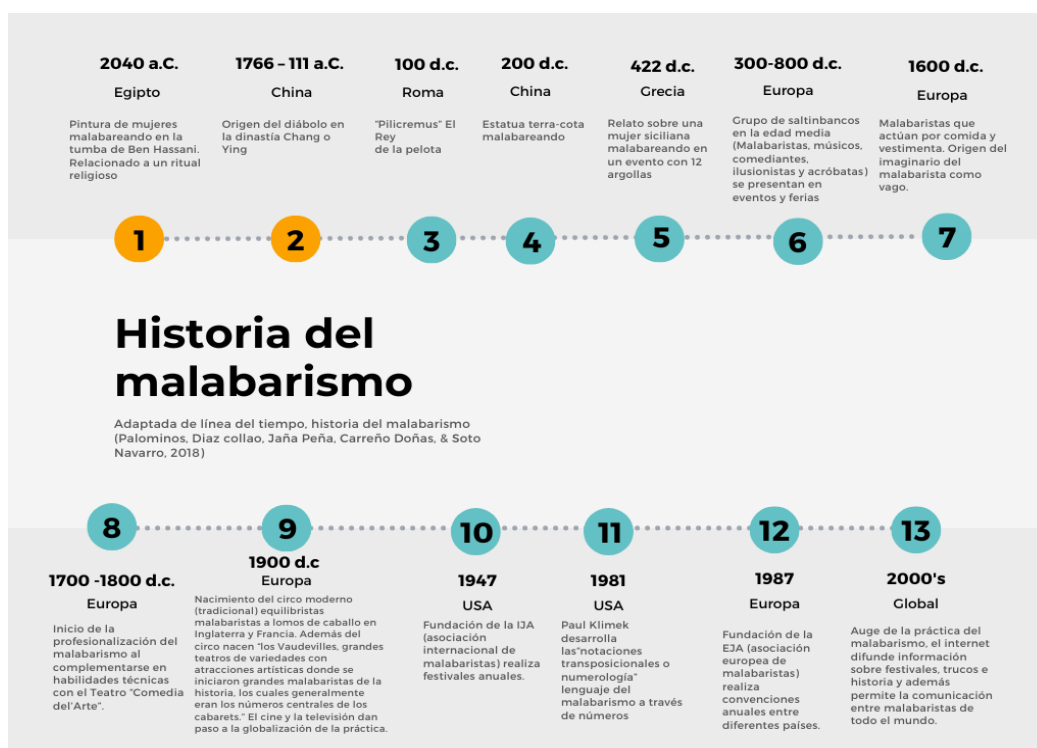 2040 a.C.
Egipto
Pintura de mujeres
malabareando en la
tumba de Ben Hassani.
Relacionado a un ritual
religioso
1766 – 111 a.C.
China
Origen del diábolo en
la dinastía Chang o
Ying
100 d.c.
Roma
"Pilicremus" El
Rey
de la pelota
200 d.c.
China
Estatua terra-cota
malabareando
422 d.c.
Grecia
Relato sobre una
mujer siciliana
malabareando en
un evento con 12
argollas
300-800 d.c.
Europa
Grupo de saltinbancos
en la edad media
(Malabaristas, músicos,
comediantes,
ilusionistas y acróbatas)
se presentan en
eventos y ferias
1600 d.c.
Europa
Malabaristas que
actúan por comida y
vestimenta. Origen del
imaginario del
malabarista como
vago.
1
2
3
4
5
6
7
Historia del
malabarismo
Adaptada de línea del tiempo, historia del malabarismo
(Palominos, Diaz collao, Jaña Peña, Carreño Doñas, & Soto
Navarro, 2018)
8
9
10
11
12
13
1700 -1800 d.c.
Europa
Inicio de la
profesionalización del
malabarismo al
complementarse en
habilidades técnicas
con el Teatro "Comedia
del'Arte".
1900 d.c
Europa
Nacimiento del circo moderno
(tradicional) equilibristas
malabaristas a lomos de caballo en
Inglaterra y Francia. Además del
circo nacen "los Vaudevilles, grandes
teatros de variedades con
atracciones artísticas donde se
iniciaron grandes malabaristas de la
historia, los cuales generalmente
eran los números centrales de los
cabarets." El cine y la televisión dan
paso a la globalización de la práctica.
1947
USA
Fundación de la IJA
(asociación
internacional de
malabaristas) realiza
festivales anuales.
1981
USA
Paul Klimek
desarrolla
las"notaciones
transposicionales o
numerología"
lenguaje del
malabarismo a través
de números
1987
Europa
Fundación de la
EJA (asociación
europea de
malabaristas)
realiza
convenciones
anuales entre
diferentes países.
2000's
Global
Auge de la práctica del
malabarismo, el internet
difunde información
sobre festivales, trucos e
historia y además
permite la comunicación
entre malabaristas de
todo el mundo.